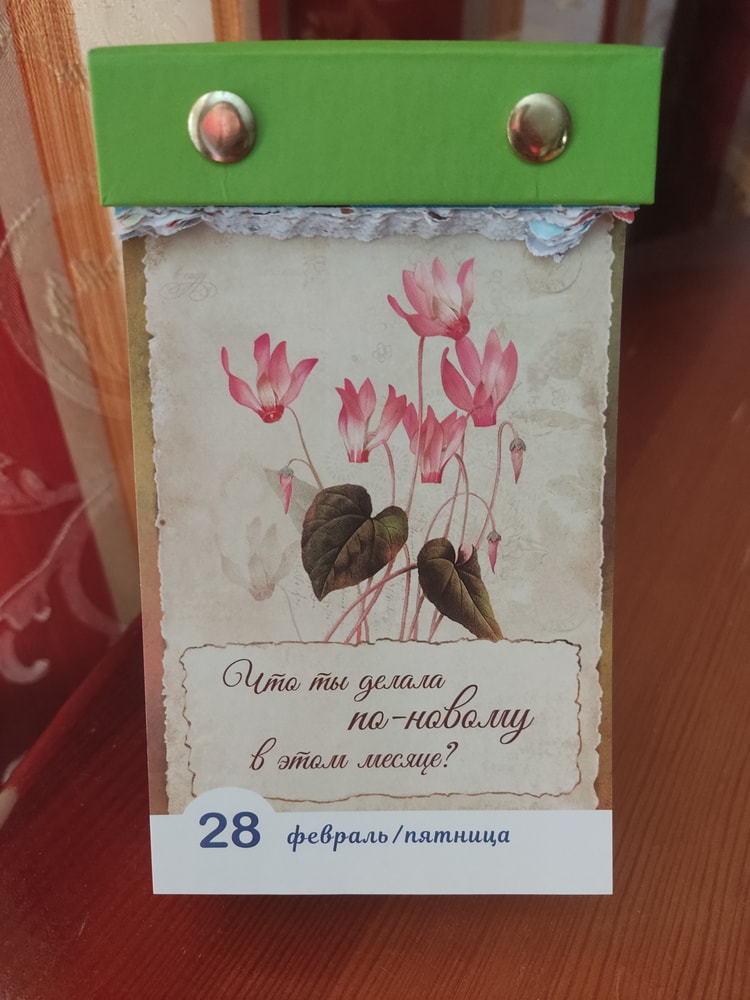 Что ты делала
по-новому
в этом месяце?
28 февраль/пятница